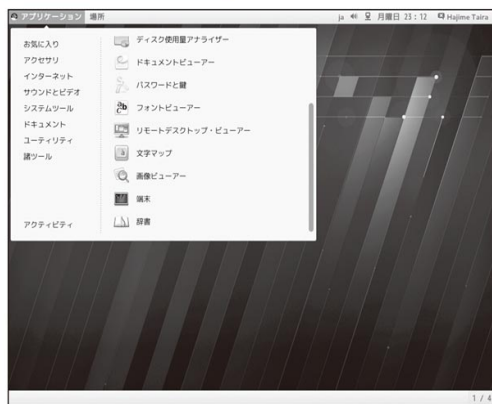 アプリケーション 場所 ja 月曜日 23：12 Hajime Taira
お気に入り
アクセサリ
インターネット
サウンドとビデオ
システムツール
ドキュメント
ユーティリティ
諸ツール
アクティビティ
ディスク使用量アナライザー
ドキュメントビューアー
パスワードと鍵
フォントビューアー
リモートデスクトップ・ビューアー
文字マップ
画像ビューアー
端末
辞書
1 / 4